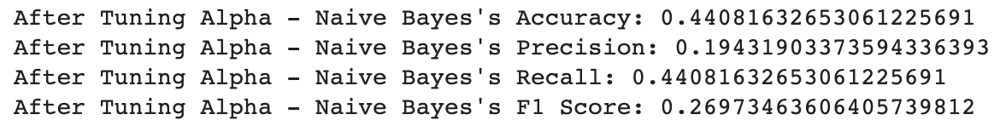 After Tuning Alpha - Naive Bayes's Accuracy: 0.44081632653061225691
After Tuning Alpha - Naive Bayes's Precision: 0.19431903373594336393
After Tuning Alpha - Naive Bayes's Recall: 0.44081632653061225691
After Tuning Alpha - Naive Bayes's F1 Score: 0.26973463606405739812